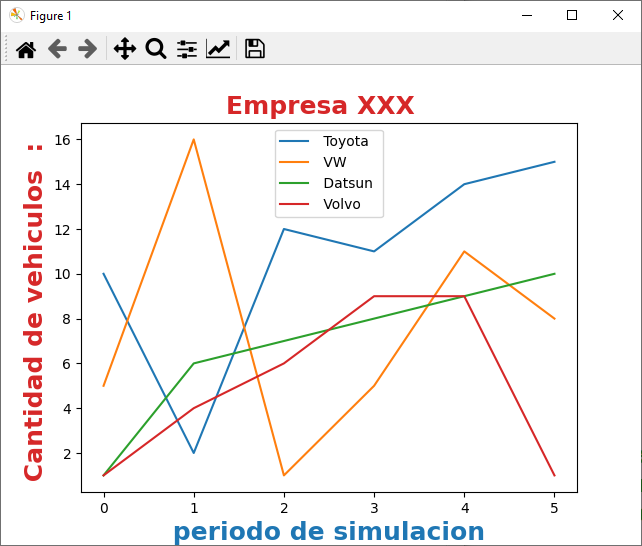 Figure 1
Empresa XXX
Cantidad de vehiculos :
16
14
12
10
8
6
4
2
Toyota
VW
Datsun
Volvo
0 1 2 3 4 5
periodo de simulacion